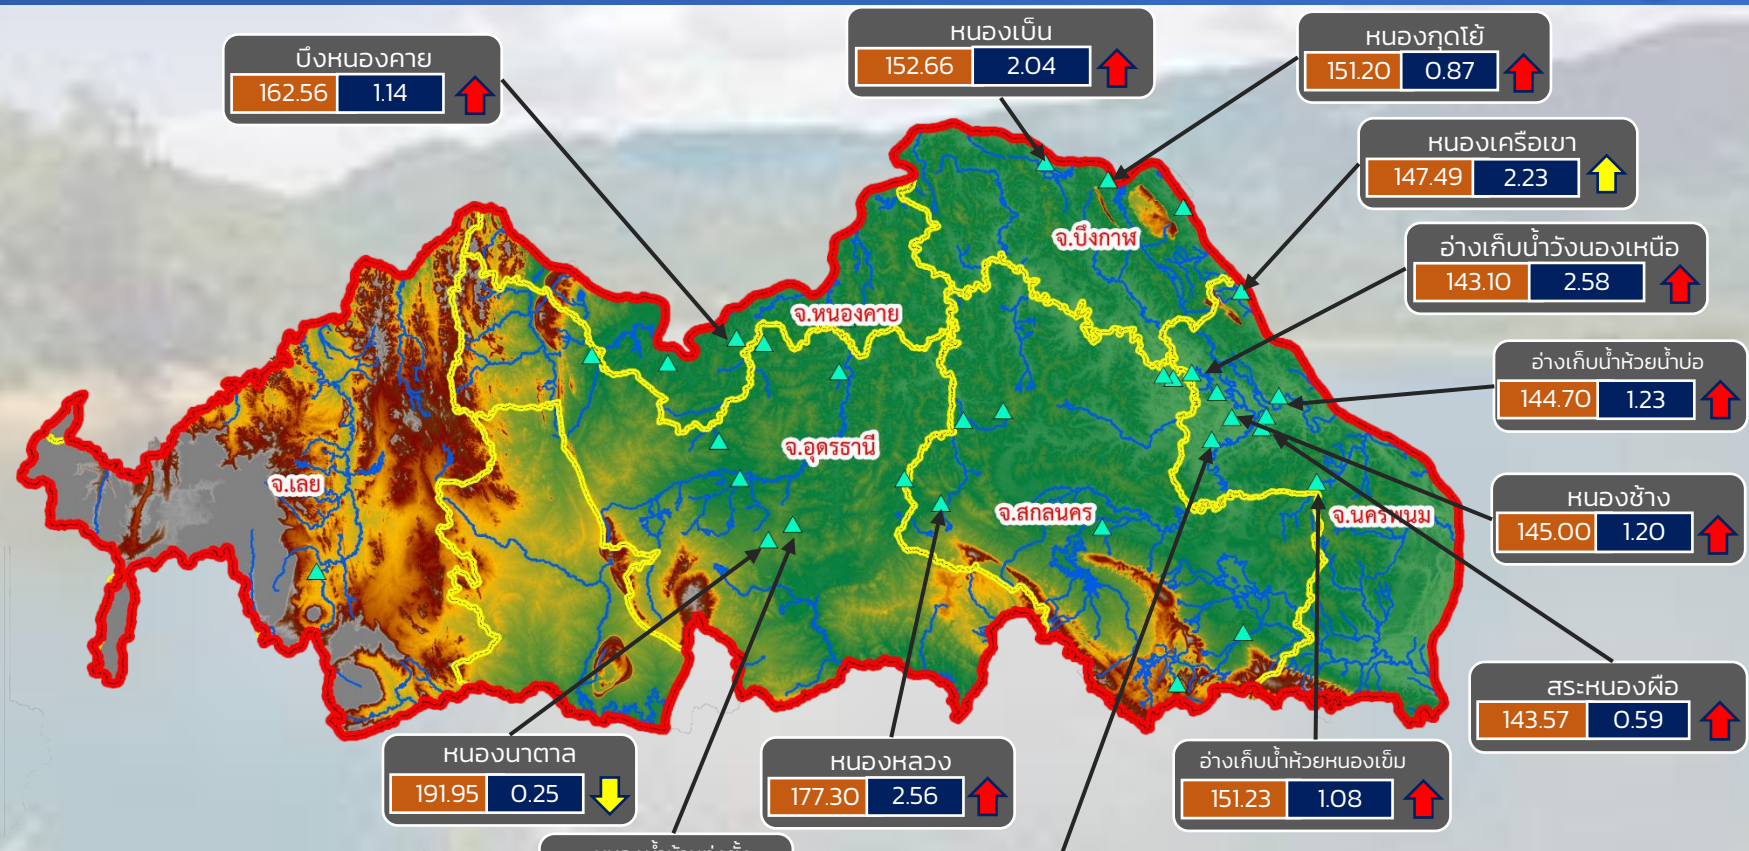 บึงหนองคาย
162.56 1.14
หนองเบ็น
152.66 2.04
หนองกุดโย้
151.20 0.87
หนองเครือเขา
147.49 2.23
อ่างเก็บน้ำวังนองเหนือ
143.10 2.58
อ่างเก็บน้ำห้วยน้ำบ่อ
144.70 1.23
หนองช้าง
145.00 1.20
สระหนองผือ
143.57 0.59
จ.บึงกาฬ
จ.หนองคาย
จ.อุดรธานี
จ.เลย
จ.สกลนคร
จ.นครพนม
หนองนาตาล
191.95 0.25
หนองหลวง
177.30 2.56
อ่างเก็บน้ำห้วยหนองเข็ม
151.23 1.08